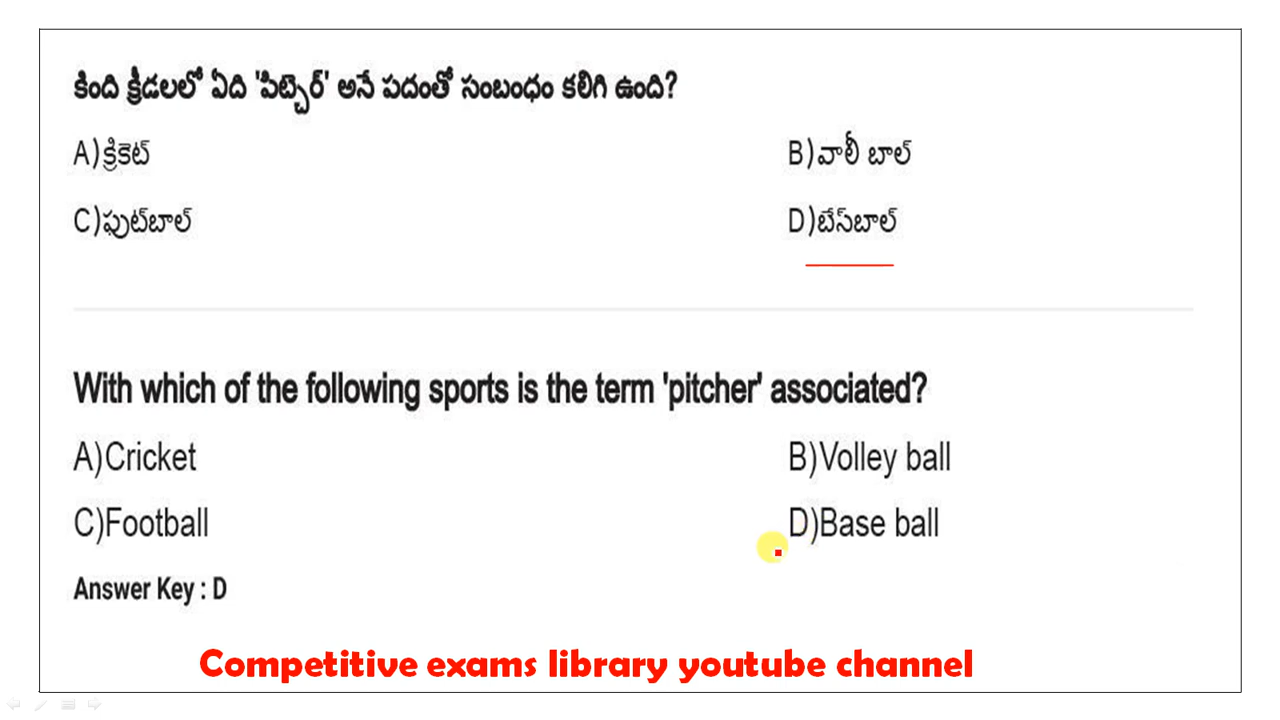 కింది క్రీడలలో ఏది 'పిట్చెర్' అనే పదంతో సంబంధం కలిగి ఉంది?
A)క్రికెట్ B)వాలీ బాల్
C)ఫుట్‌బాల్ D)బేస్‌బాల్
With which of the following sports is the term 'pitcher' associated?
A)Cricket B)Volley ball
C)Football D)Base ball
Answer Key : D
Competitive exams library youtube channel